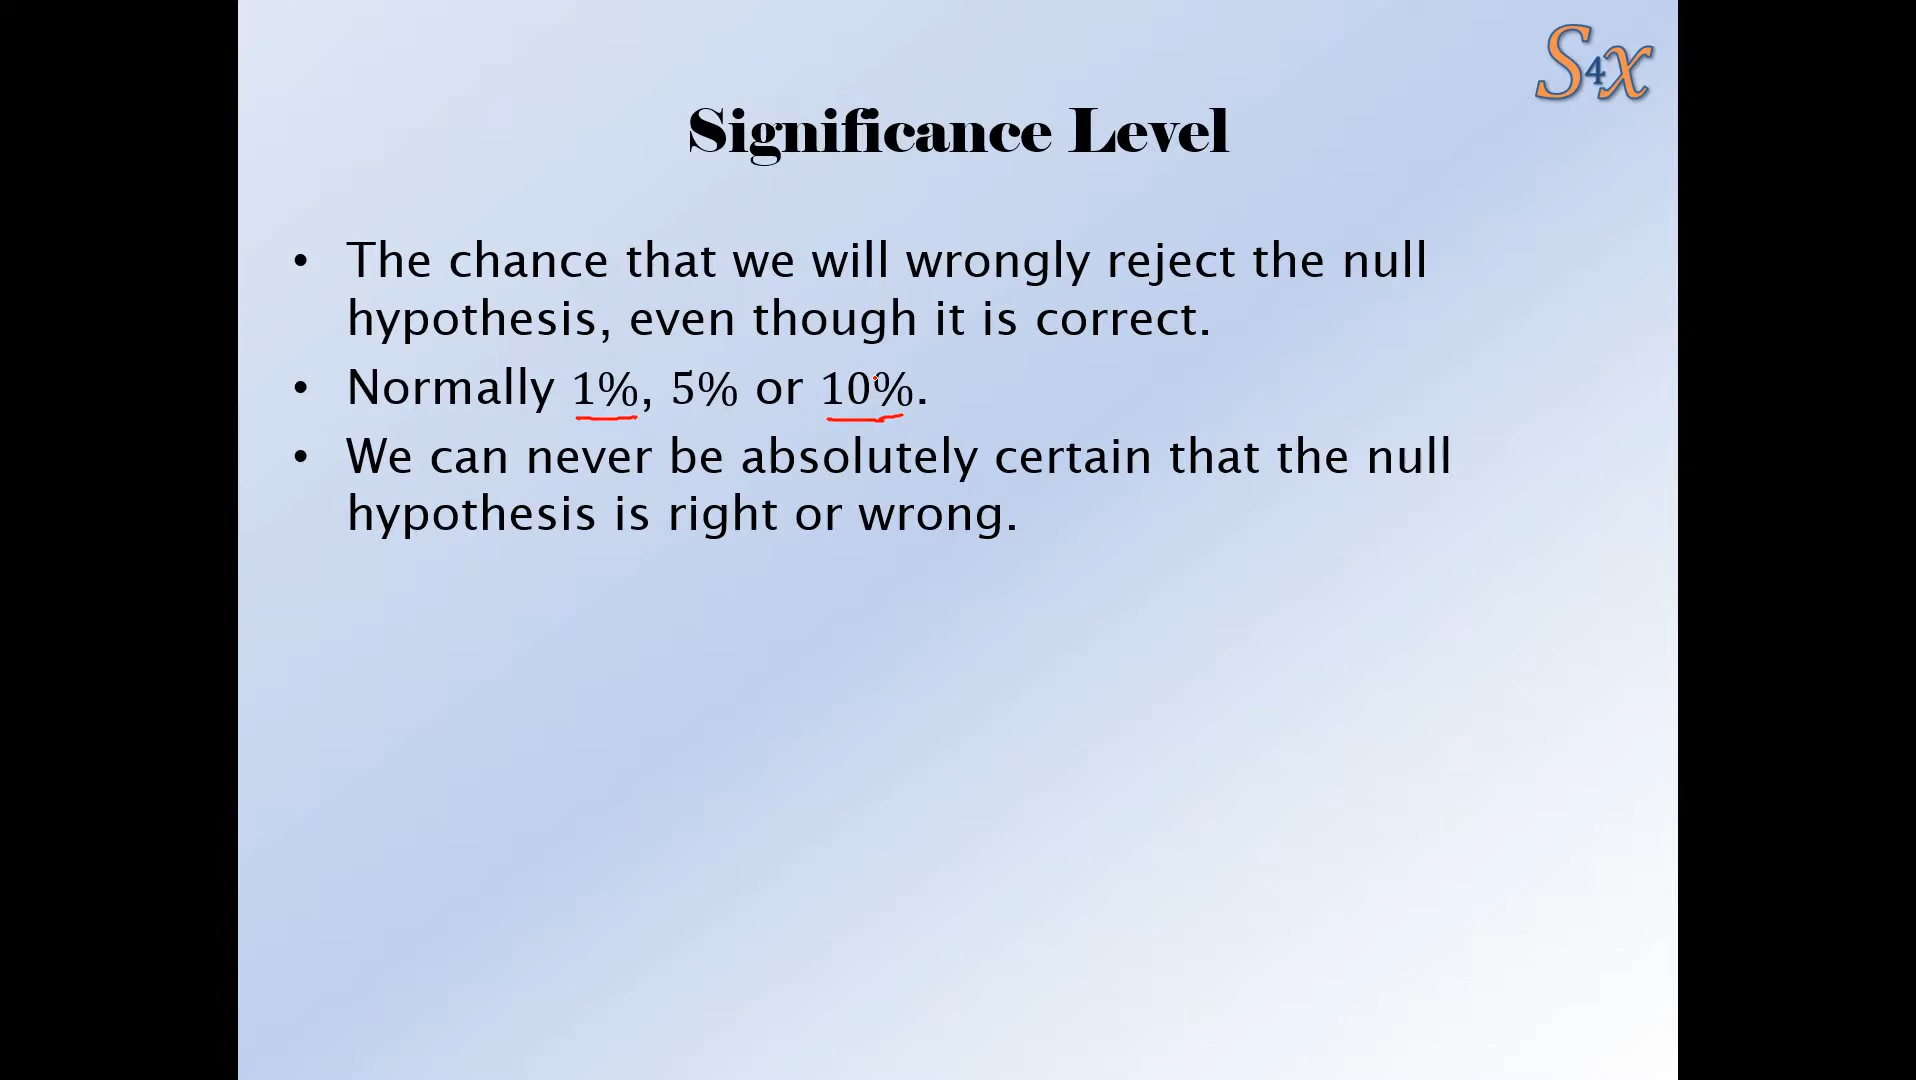 S4x
Significance Level
• The chance that we will wrongly reject the null
hypothesis, even though it is correct.
• Normally 1%, 5% or 10%.
• We can never be absolutely certain that the null
hypothesis is right or wrong.